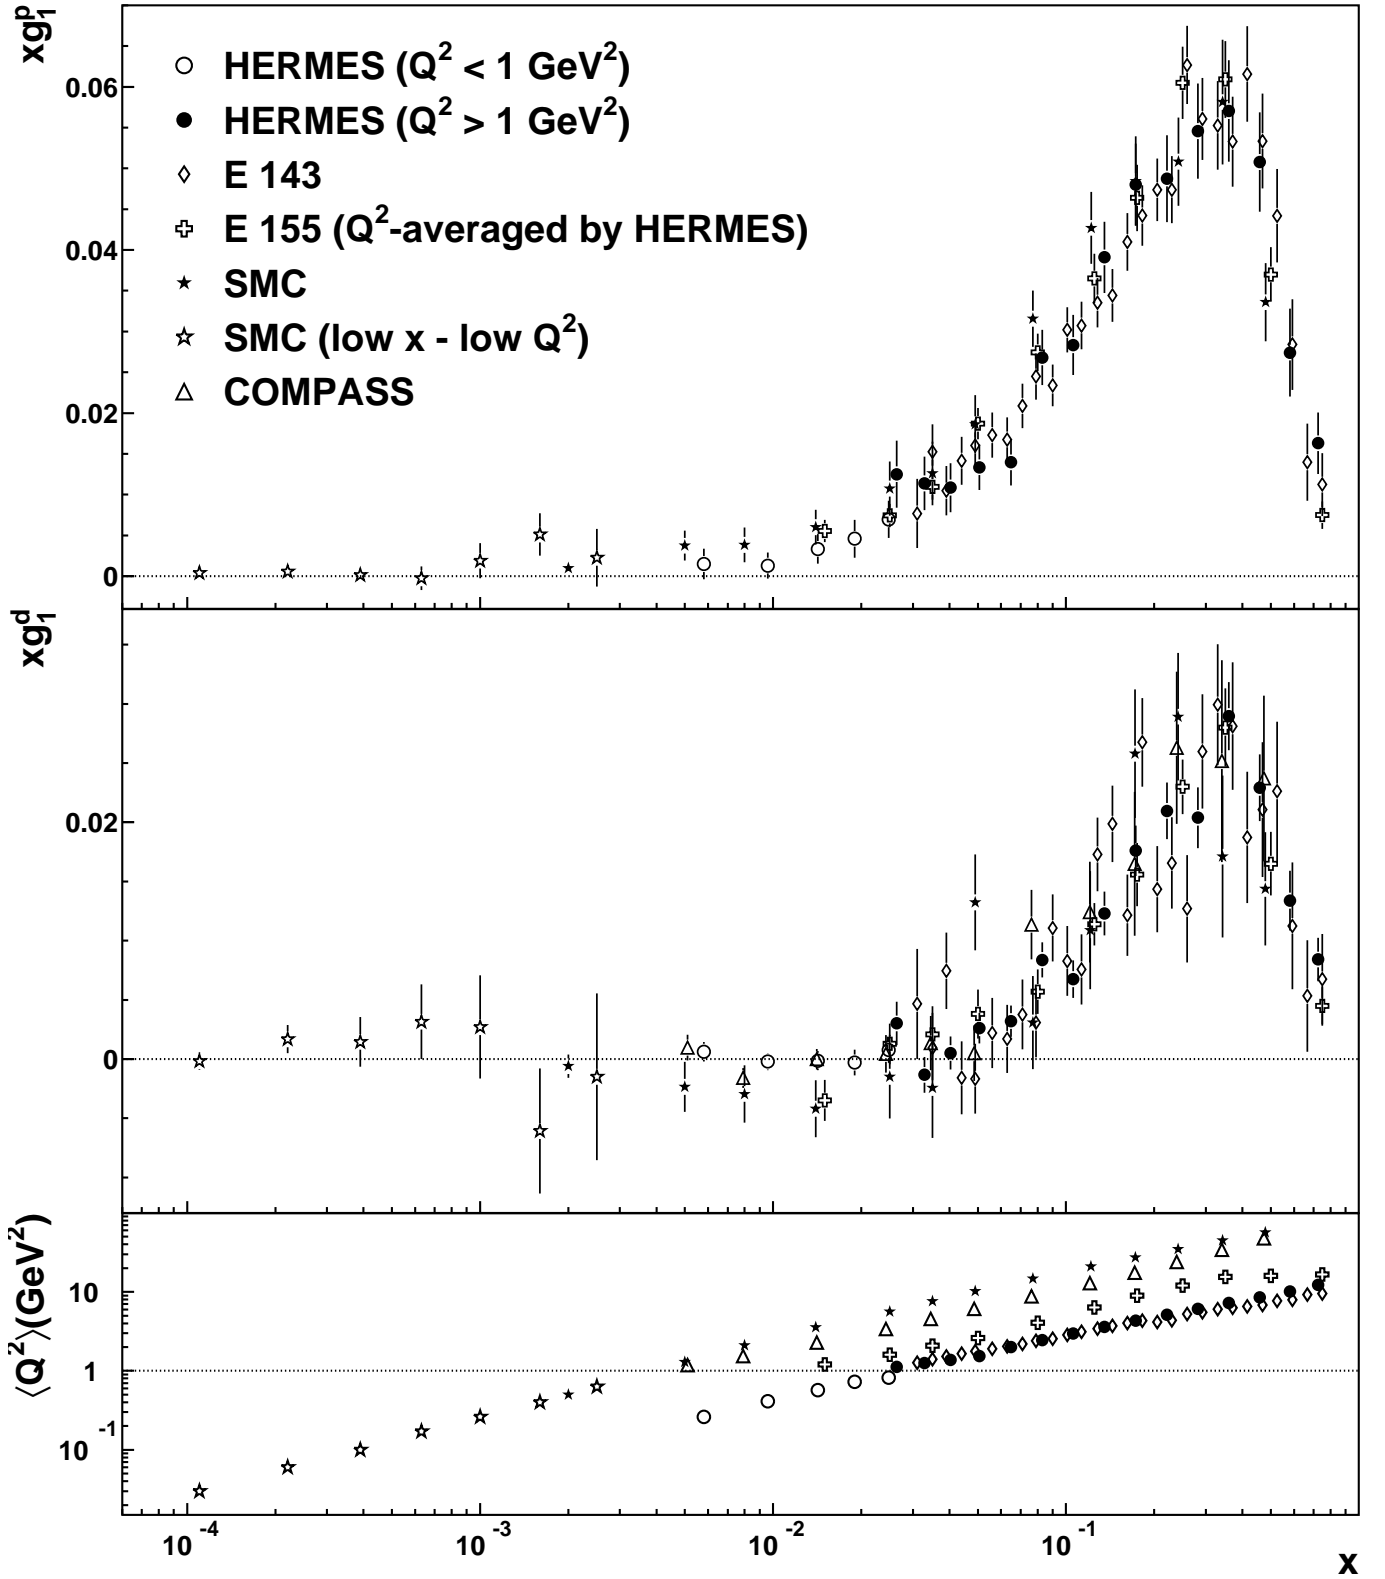 xg₁ᵖ
HERMES (Q² < 1 GeV²)
HERMES (Q² > 1 GeV²)
E 143
E 155 (Q²-averaged by HERMES)
SMC
SMC (low x - low Q²)
COMPASS
0.06
0.04
0.02
0
xg₁ᵈ
0.02
0
⟨Q²⟩(GeV²)
10
1
10⁻¹
10⁻⁴ 10⁻³ 10⁻² 10⁻¹
x